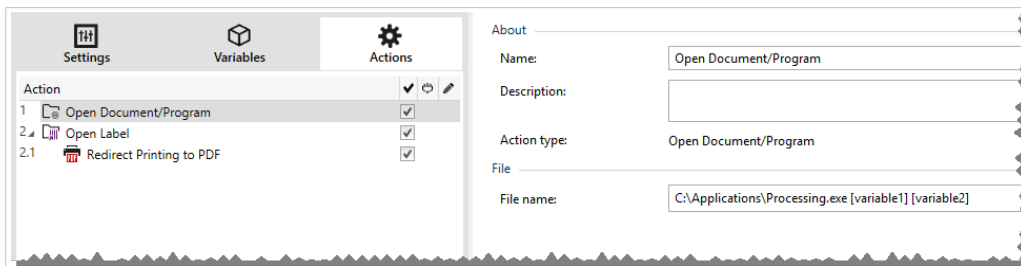 Settings
Variables
Actions
Action
1 Open Document/Program
2 Open Label
2.1 Redirect Printing to PDF
About
Name: Open Document/Program
Description:
Action type: Open Document/Program
File
File name: C:\Applications\Processing.exe [variable1] [variable2]